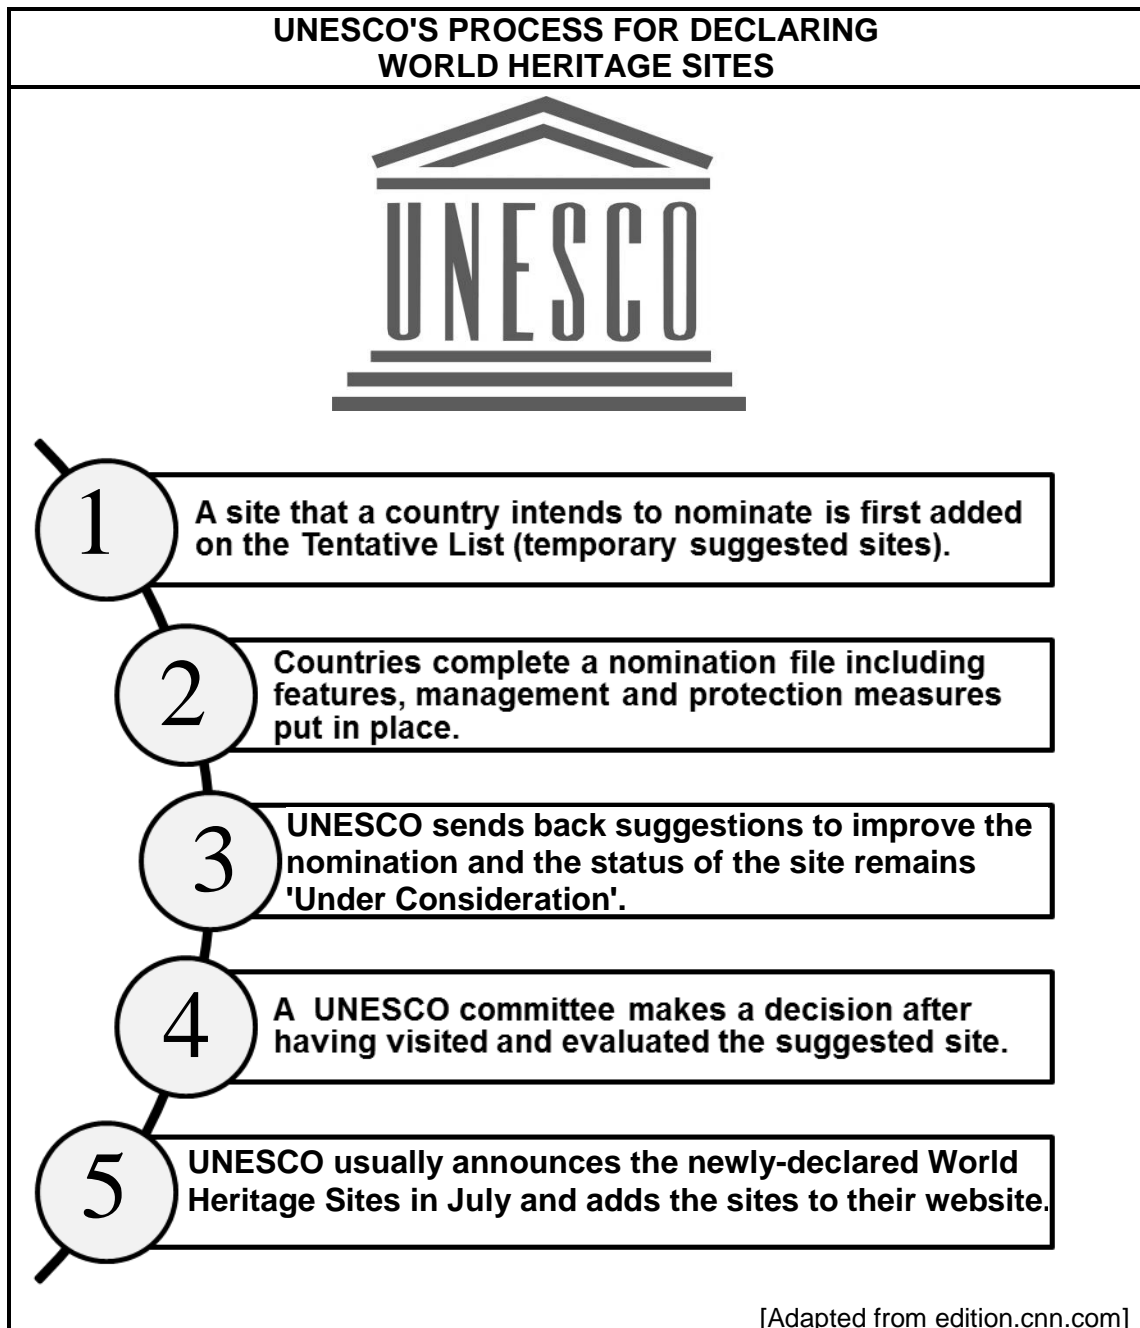 UNESCO'S PROCESS FOR DECLARING
WORLD HERITAGE SITES
UNESCO
1
A site that a country intends to nominate is first added
on the Tentative List (temporary suggested sites).
2
Countries complete a nomination file including
features, management and protection measures
put in place.
3
UNESCO sends back suggestions to improve the
nomination and the status of the site remains
'Under Consideration'.
4
A UNESCO committee makes a decision after
having visited and evaluated the suggested site.
5
UNESCO usually announces the newly-declared World
Heritage Sites in July and adds the sites to their website.
[Adapted from edition.cnn.com]